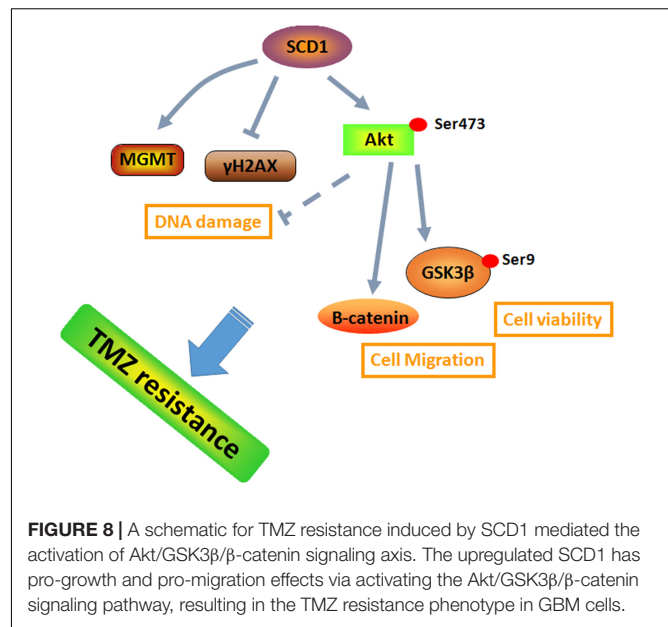 SCD1
Ser473
Akt
MGMT
γH2AX
DNA damage
Ser9
GSK3β
B-catenin
Cell viability
Cell Migration
TMZ resistance
FIGURE 8 | A schematic for TMZ resistance induced by SCD1 mediated the
activation of Akt/GSK3β/β-catenin signaling axis. The upregulated SCD1 has
pro-growth and pro-migration effects via activating the Akt/GSK3β/β-catenin
signaling pathway, resulting in the TMZ resistance phenotype in GBM cells.